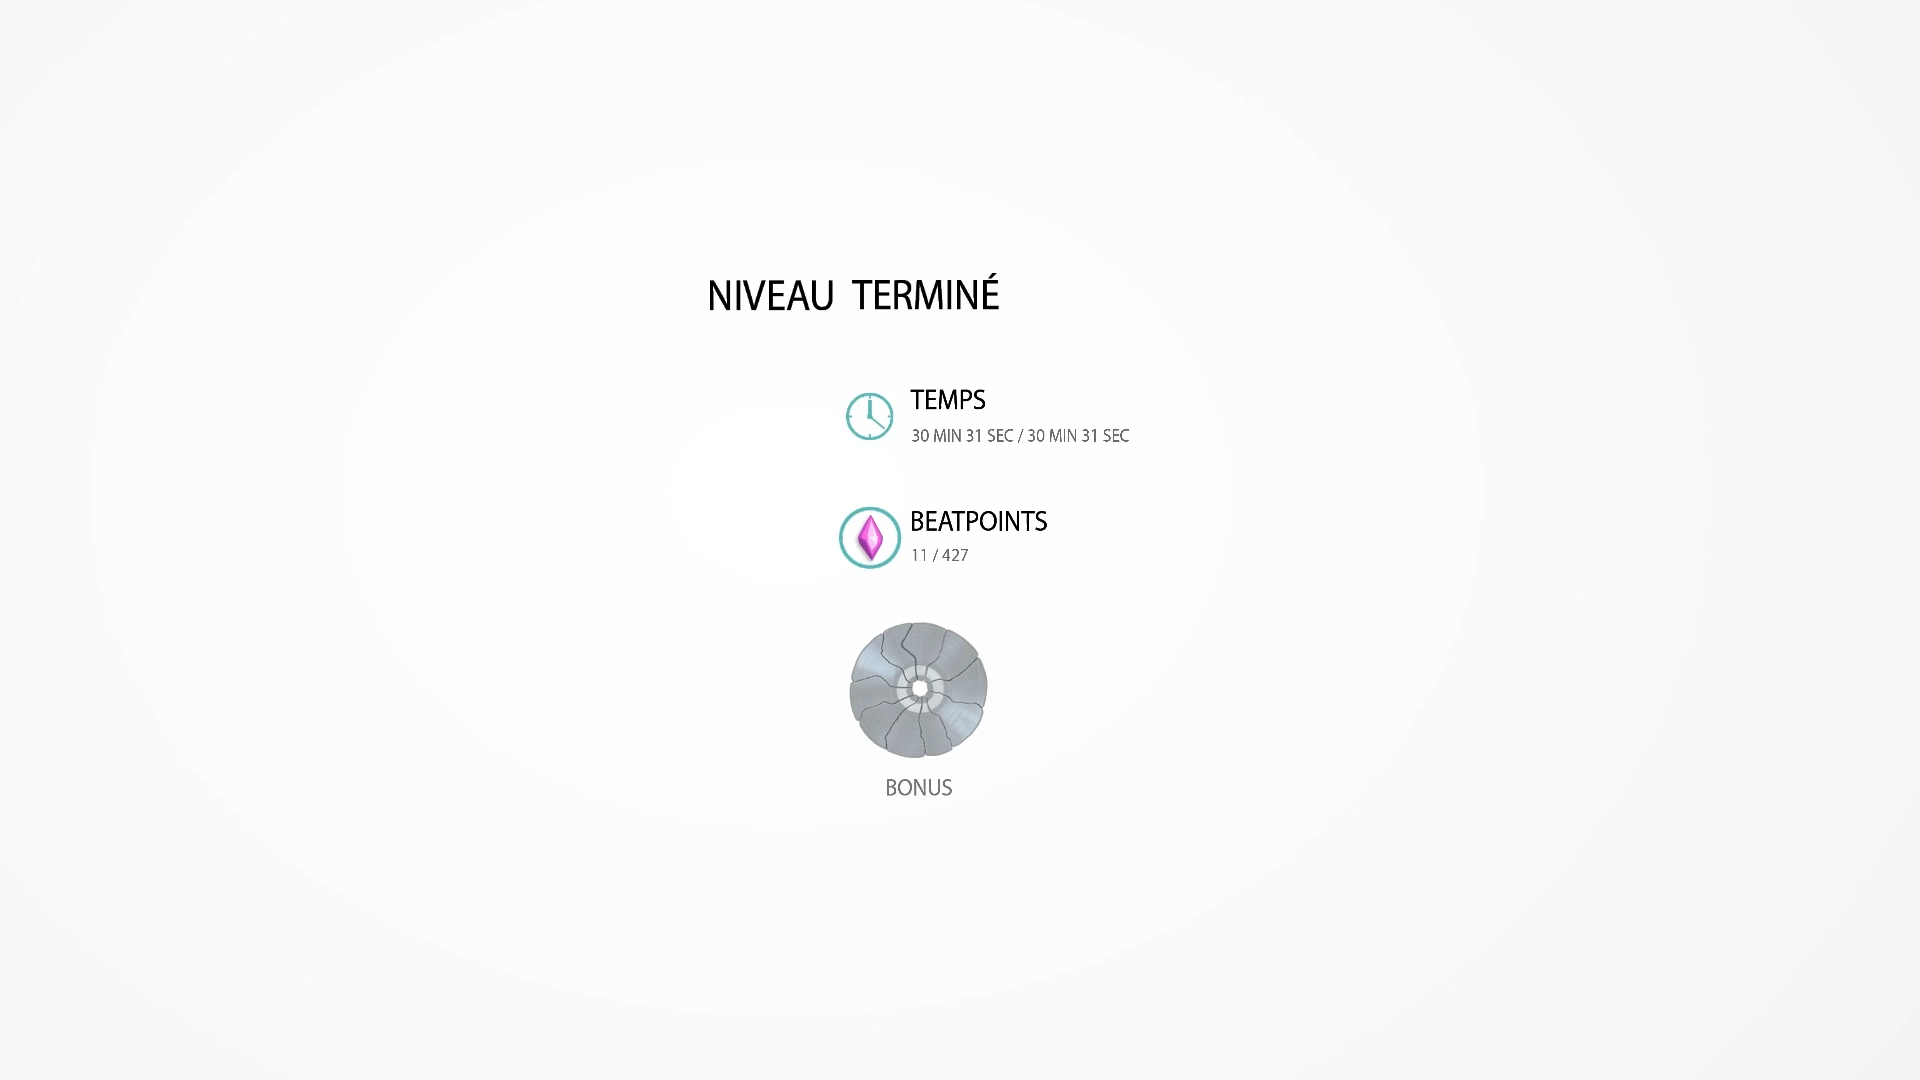 NIVEAU TERMINÉ
TEMPS
30 MIN 31 SEC / 30 MIN 31 SEC
BEATPOINTS
11 / 427
BONUS